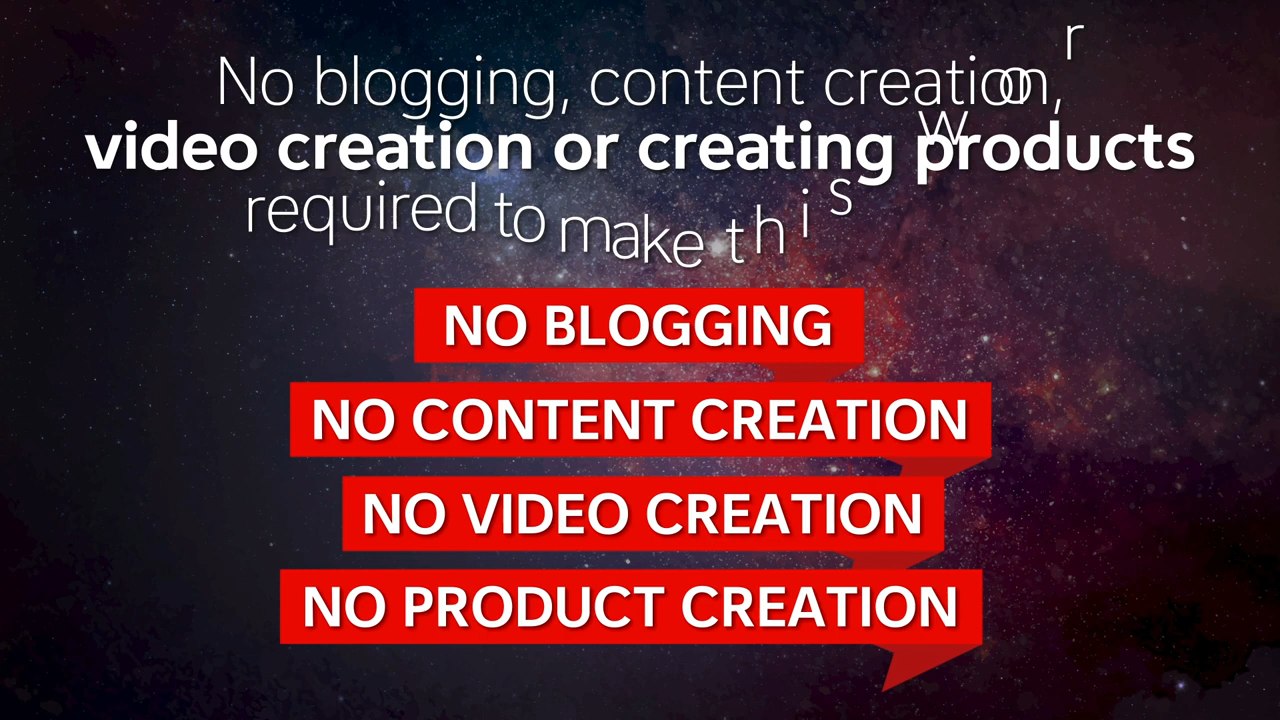 No blogging, content creation,
video creation or creating products
required to make this wor
NO BLOGGING
NO CONTENT CREATION
NO VIDEO CREATION
NO PRODUCT CREATION